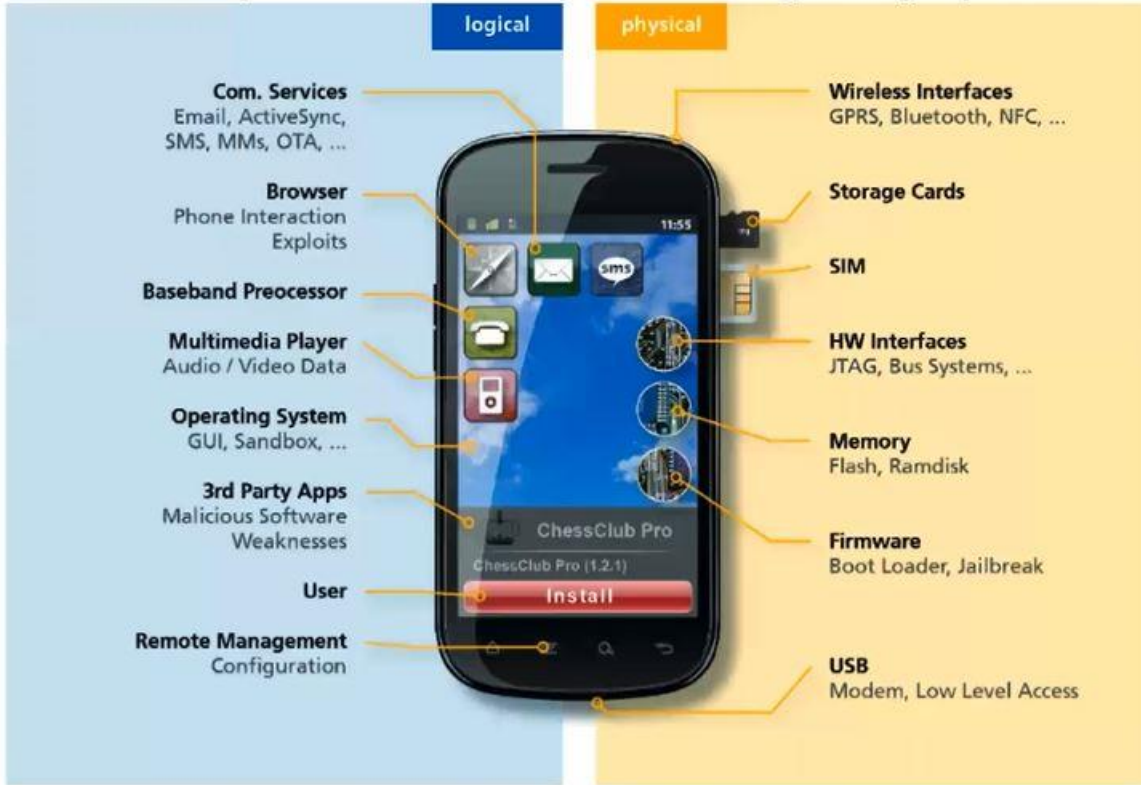 logical
physical
Com. Services
Email, ActiveSync,
SMS, MMs, OTA, ...
Browser
Phone Interaction
Exploits
Baseband Preocessor
Multimedia Player
Audio / Video Data
Operating System
GUI, Sandbox, ...
3rd Party Apps
Malicious Software
Weaknesses
User
Remote Management
Configuration
11:55
sms
ChessClub Pro
ChessClub Pro (1.2.1)
Install
Wireless Interfaces
GPRS, Bluetooth, NFC, ...
Storage Cards
SIM
HW Interfaces
JTAG, Bus Systems, ...
Memory
Flash, Ramdisk
Firmware
Boot Loader, Jailbreak
USB
Modem, Low Level Access